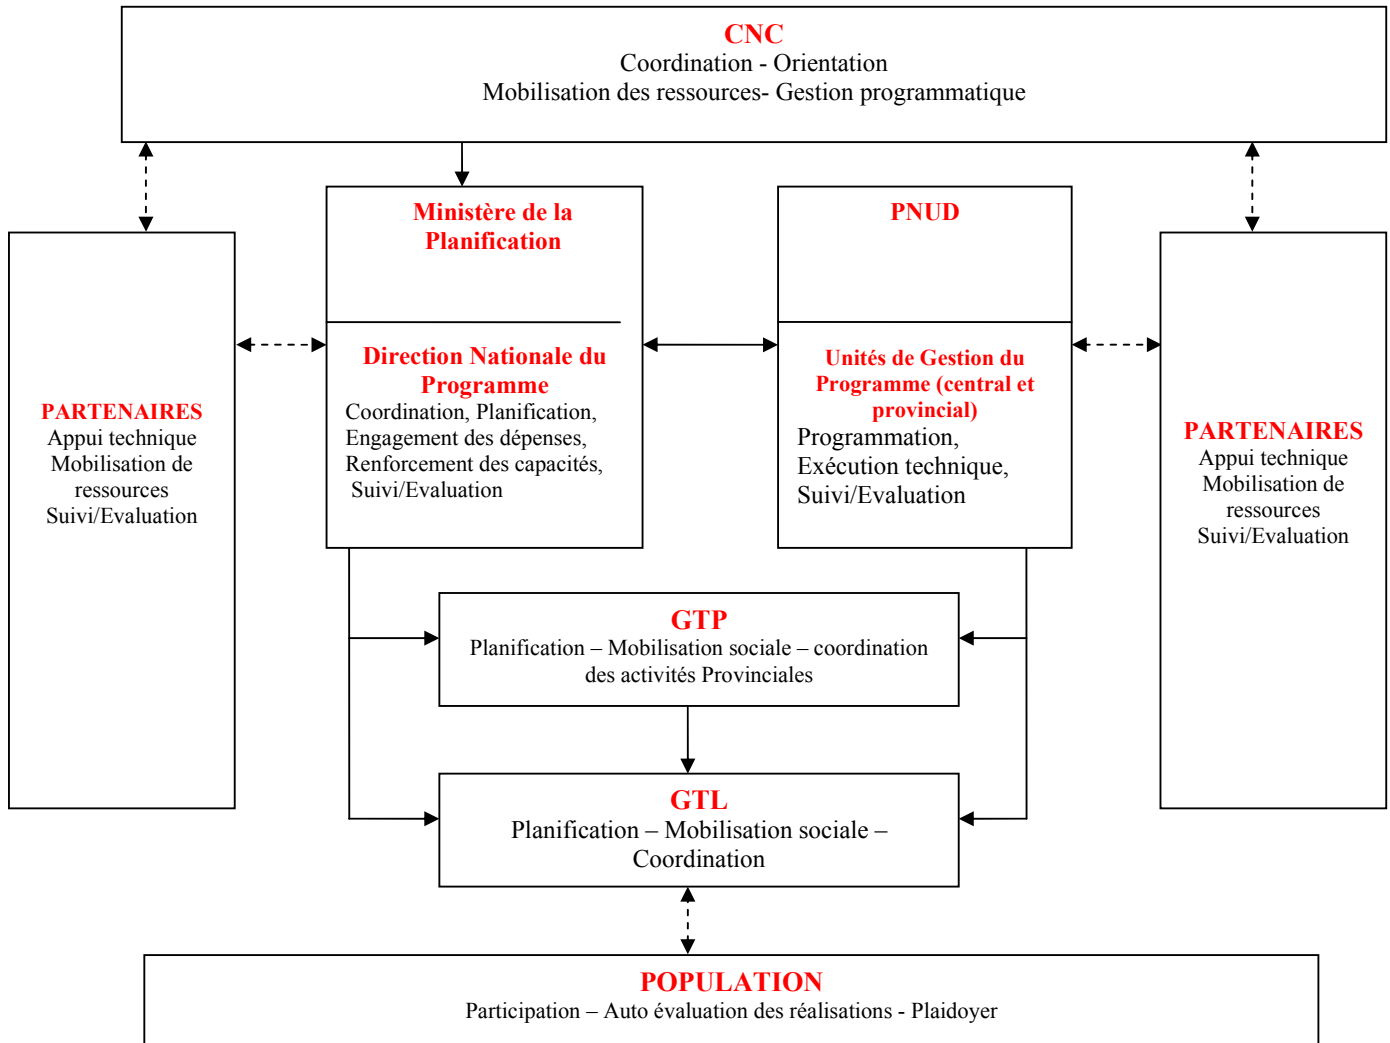 CNC
Coordination - Orientation
Mobilisation des ressources- Gestion programmatique
Ministère de la
Planification
PNUD
Direction Nationale du
Programme
Coordination, Planification,
Engagement des dépenses,
Renforcement des capacités,
Suivi/Evaluation
Unités de Gestion du
Programme (central et
provincial)
Programmation,
Exécution technique,
Suivi/Evaluation
PARTENAIRES
Appui technique
Mobilisation de
ressources
Suivi/Evaluation
PARTENAIRES
Appui technique
Mobilisation de
ressources
Suivi/Evaluation
GTP
Planification – Mobilisation sociale – coordination
des activités Provinciales
GTL
Planification – Mobilisation sociale –
Coordination
POPULATION
Participation – Auto évaluation des réalisations - Plaidoyer